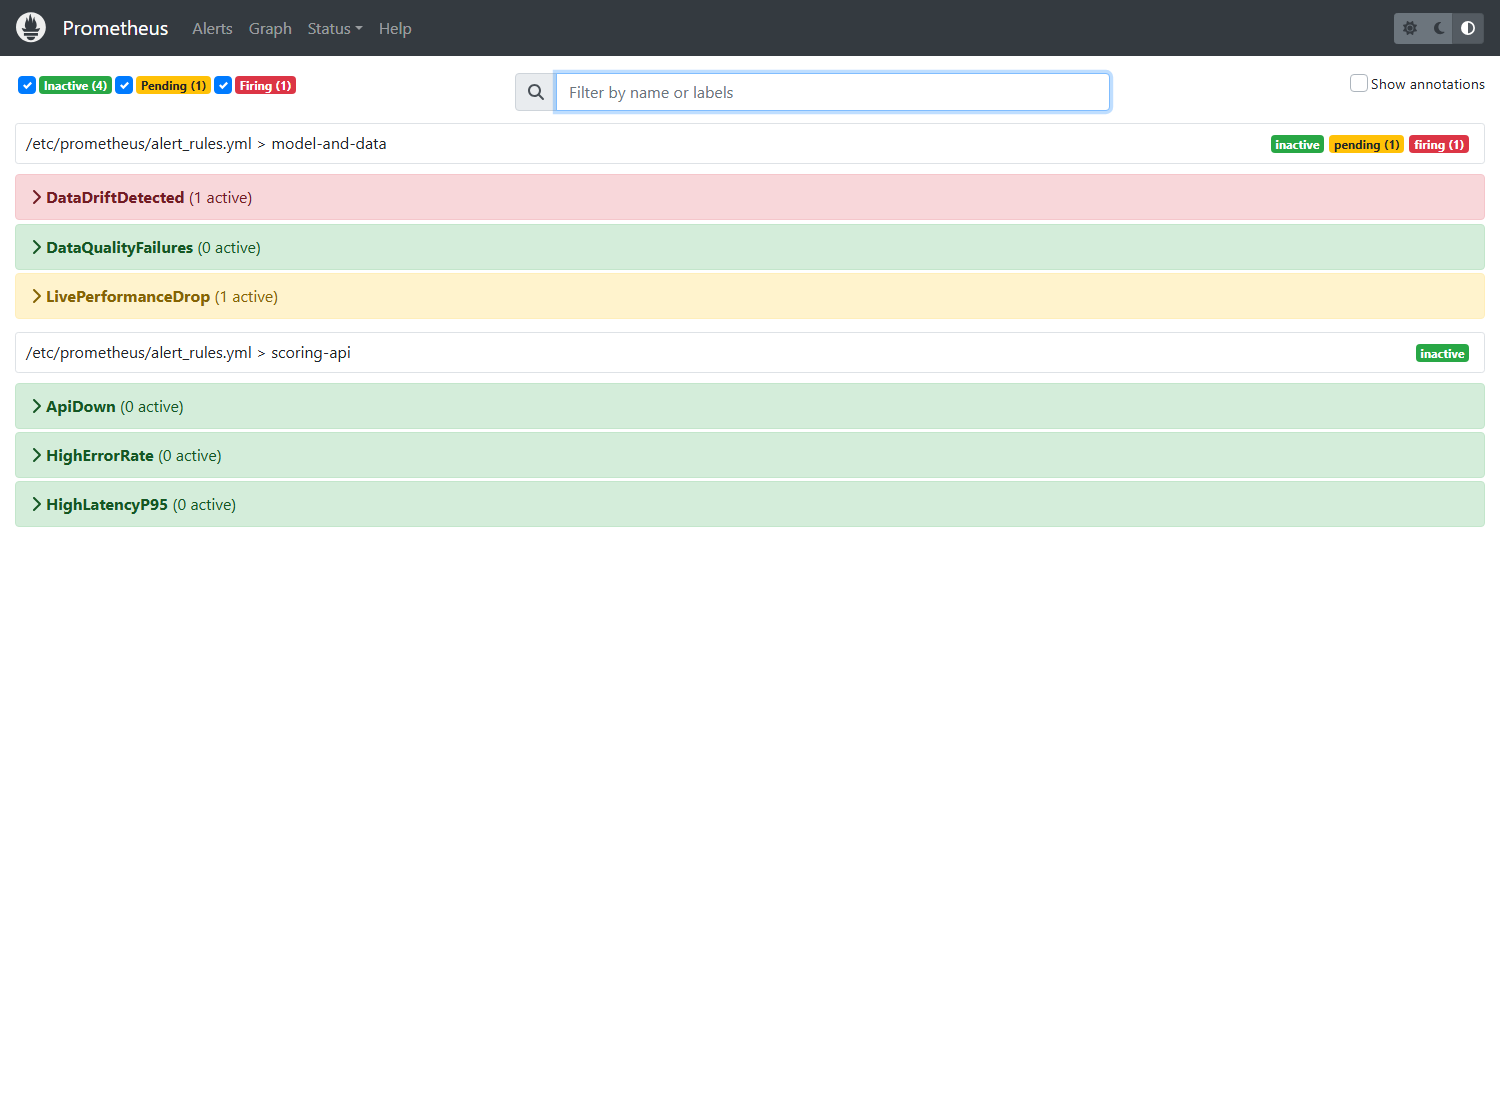 Prometheus Alerts Graph Status Help
Inactive (4) Pending (1) Firing (1) Filter by name or labels Show annotations
/etc/prometheus/alert_rules.yml > model-and-data inactive pending (1) firing (1)
DataDriftDetected (1 active)
DataQualityFailures (0 active)
LivePerformanceDrop (1 active)
/etc/prometheus/alert_rules.yml > scoring-api inactive
ApiDown (0 active)
HighErrorRate (0 active)
HighLatencyP95 (0 active)